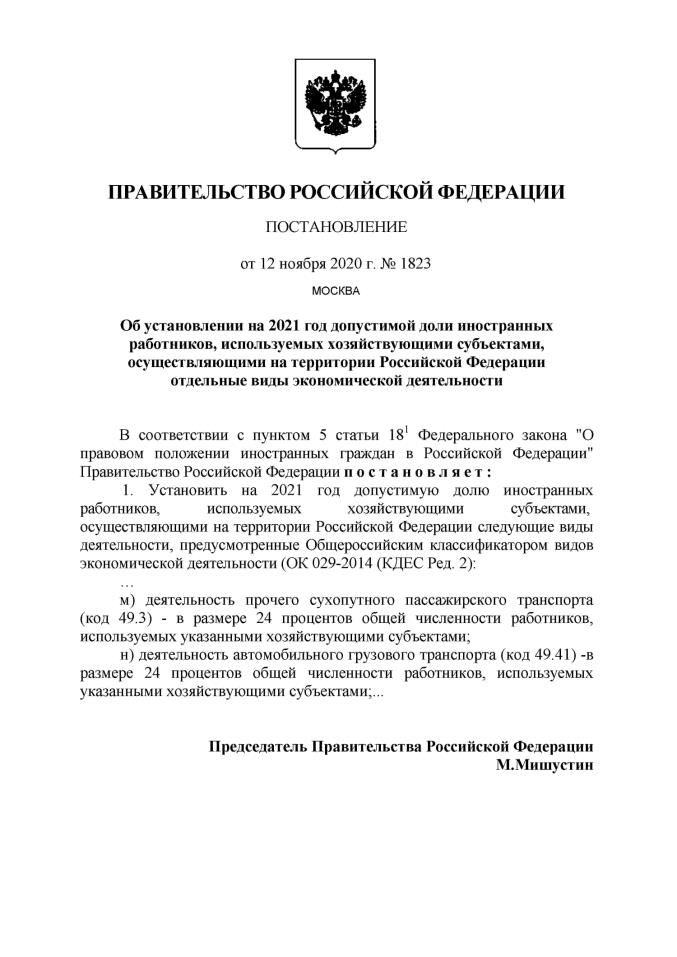 ПРАВИТЕЛЬСТВО РОССИЙСКОЙ ФЕДЕРАЦИИ
ПОСТАНОВЛЕНИЕ
от 12 ноября 2020 г. № 1823
МОСКВА
Об установлении на 2021 год допустимой доли иностранных
работников, используемых хозяйствующими субъектами,
осуществляющими на территории Российской Федерации
отдельные виды экономической деятельности
В соответствии с пунктом 5 статьи 18¹ Федерального закона "О
правовом положении иностранных граждан в Российской Федерации"
Правительство Российской Федерации п о с т а н о в л я е т :
1. Установить на 2021 год допустимую долю иностранных
работников, используемых хозяйствующими субъектами,
осуществляющими на территории Российской Федерации следующие виды
деятельности, предусмотренные Общероссийским классификатором видов
экономической деятельности (ОК 029-2014 (КДЕС Ред. 2):
…
м) деятельность прочего сухопутного пассажирского транспорта
(код 49.3) - в размере 24 процентов общей численности работников,
используемых указанными хозяйствующими субъектами;
н) деятельность автомобильного грузового транспорта (код 49.41) -в
размере 24 процентов общей численности работников, используемых
указанными хозяйствующими субъектами;...
Председатель Правительства Российской Федерации
М.Мишустин